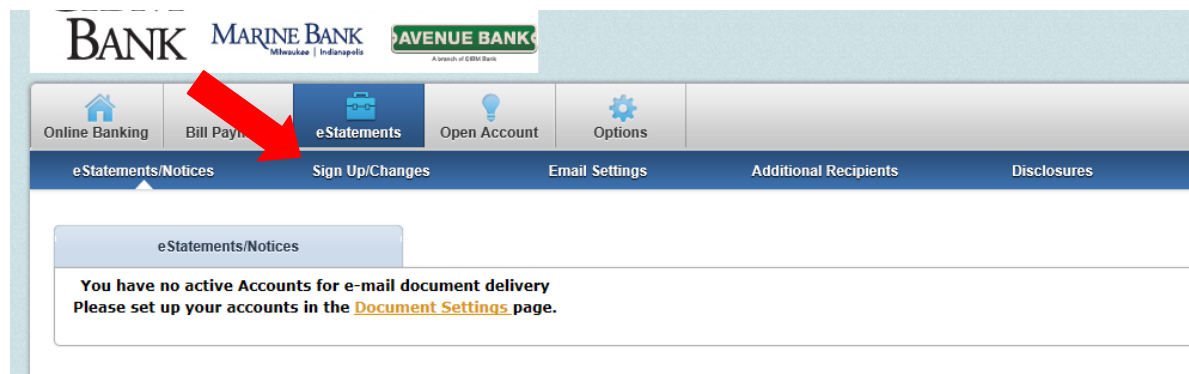 BANK
MARINE BANK
Milwaukee | Indianapolis
AVENUE BANK
A branch of CIBM Bank
Online Banking
Bill Paym
eStatements
Open Account
Options
eStatements/Notices
Sign Up/Changes
Email Settings
Additional Recipients
Disclosures
eStatements/Notices
You have no active Accounts for e-mail document delivery
Please set up your accounts in the Document Settings page.